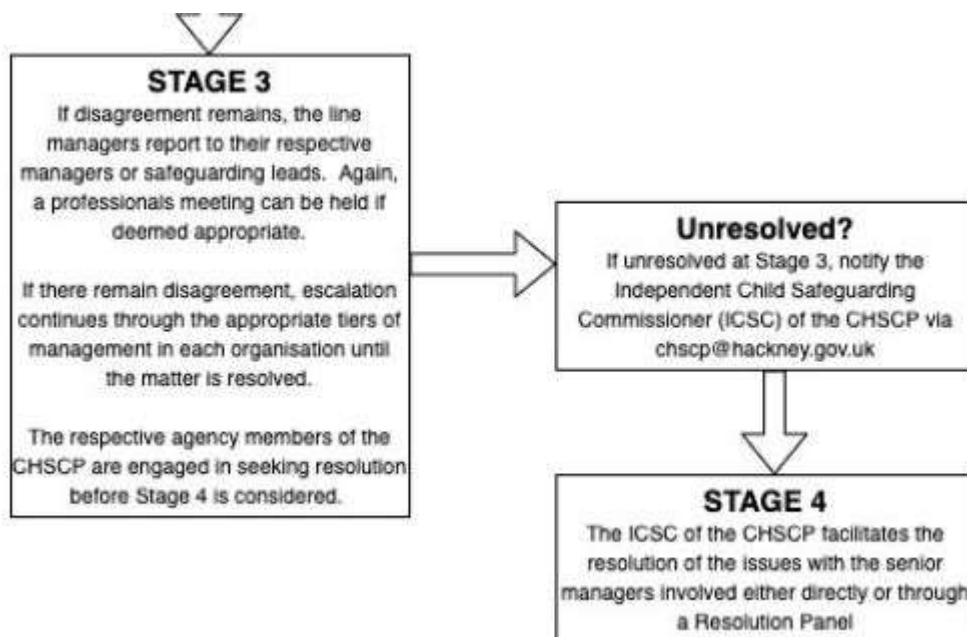 STAGE 3
If disagreement remains, the line
managers report to their respective
managers or safeguarding leads.  Again,
a professionals meeting can be held if
deemed appropriate.
If there remain disagreement, escalation
continues through the appropriate tiers of
management in each organisation until
the matter is resolved.
The respective agency members of the
CHSCP are engaged in seeking resolution
before Stage 4 is considered.
Unresolved?
If unresolved at Stage 3, notify the
Independent Child Safeguarding
Commissioner (ICSC) of the CHSCP via
chscp@hackney.gov.uk
STAGE 4
The ICSC of the CHSCP facilitates the
resolution of the issues with the senior
managers involved either directly or through
a Resolution Panel